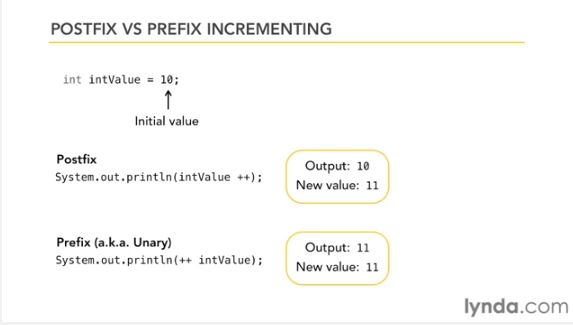 POSTFIX VS PREFIX INCREMENTING
int intValue = 10;
Initial value
Postfix
System.out.println(intValue ++);
Output: 10
New value: 11
Prefix (a.k.a. Unary)
System.out.println(++ intValue);
Output: 11
New value: 11
lynda.com